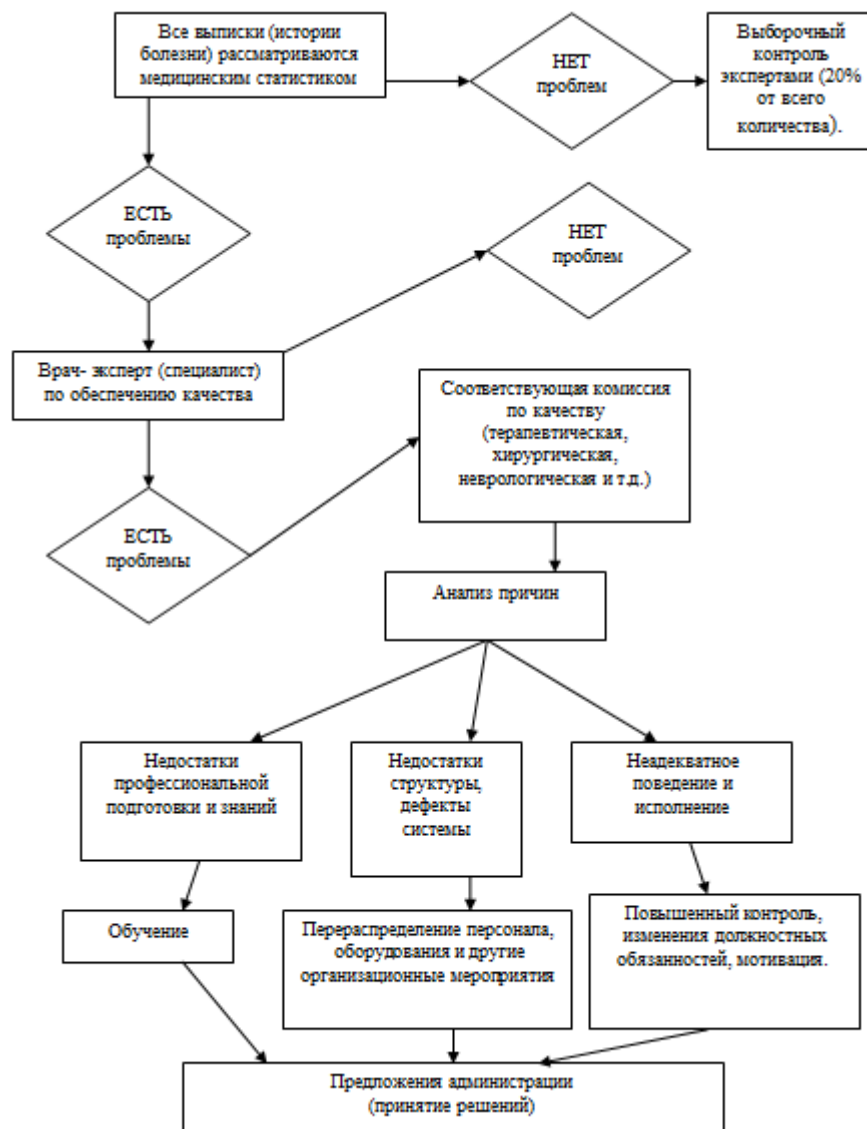 Все выписки (истории
болезни) рассматриваются
медицинским статистиком
НЕТ
проблем
Выборочный
контроль
экспертами (20%
от всего
количества).
ЕСТЬ
проблемы
НЕТ
проблем
Врач- эксперт (специалист)
по обеспечению качества
Соответствующая комиссия
по качеству
(терапевтическая,
хирургическая,
неврологическая и т.д.)
ЕСТЬ
проблемы
Анализ причин
Недостатки
профессиональной
подготовки и знаний
Недостатки
структуры,
дефекты
системы
Неадекватное
поведение и
исполнение
Обучение
Перераспределение персонала,
оборудования и другие
организационные мероприятия
Повышенный контроль,
изменения должностных
обязанностей, мотивация.
Предложения администрации
(принятие решений)